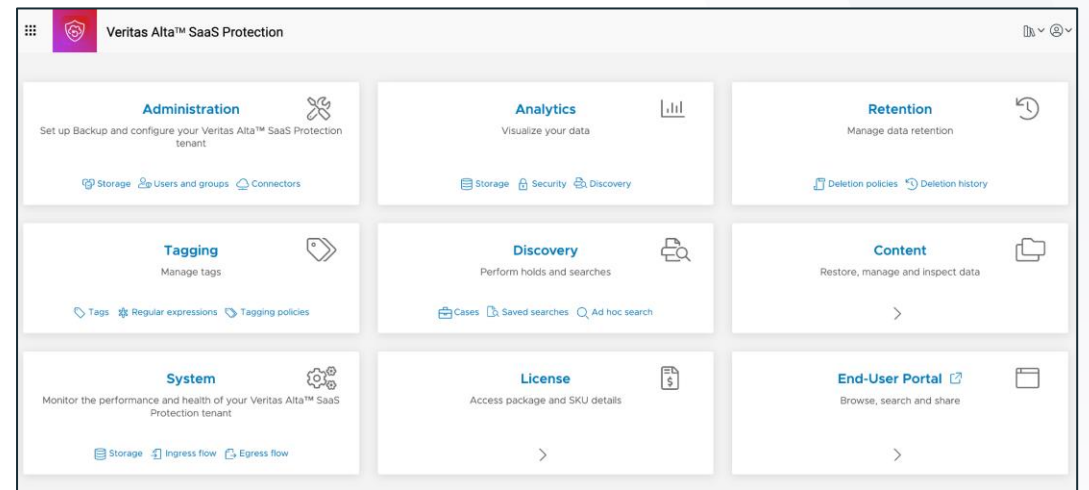 Veritas Alta™ SaaS Protection
Administration
Set up Backup and configure your Veritas Alta™ SaaS Protection
tenant
Storage Users and groups Connectors
Analytics
Visualize your data
Storage Security Discovery
Retention
Manage data retention
Deletion policies Deletion history
Tagging
Manage tags
Tags Regular expressions Tagging policies
Discovery
Perform holds and searches
Cases Saved searches Ad hoc search
Content
Restore, manage and inspect data
System
Monitor the performance and health of your Veritas Alta™ SaaS
Protection tenant
Storage Ingress flow Egress flow
License
Access package and SKU details
End-User Portal
Browse, search and share